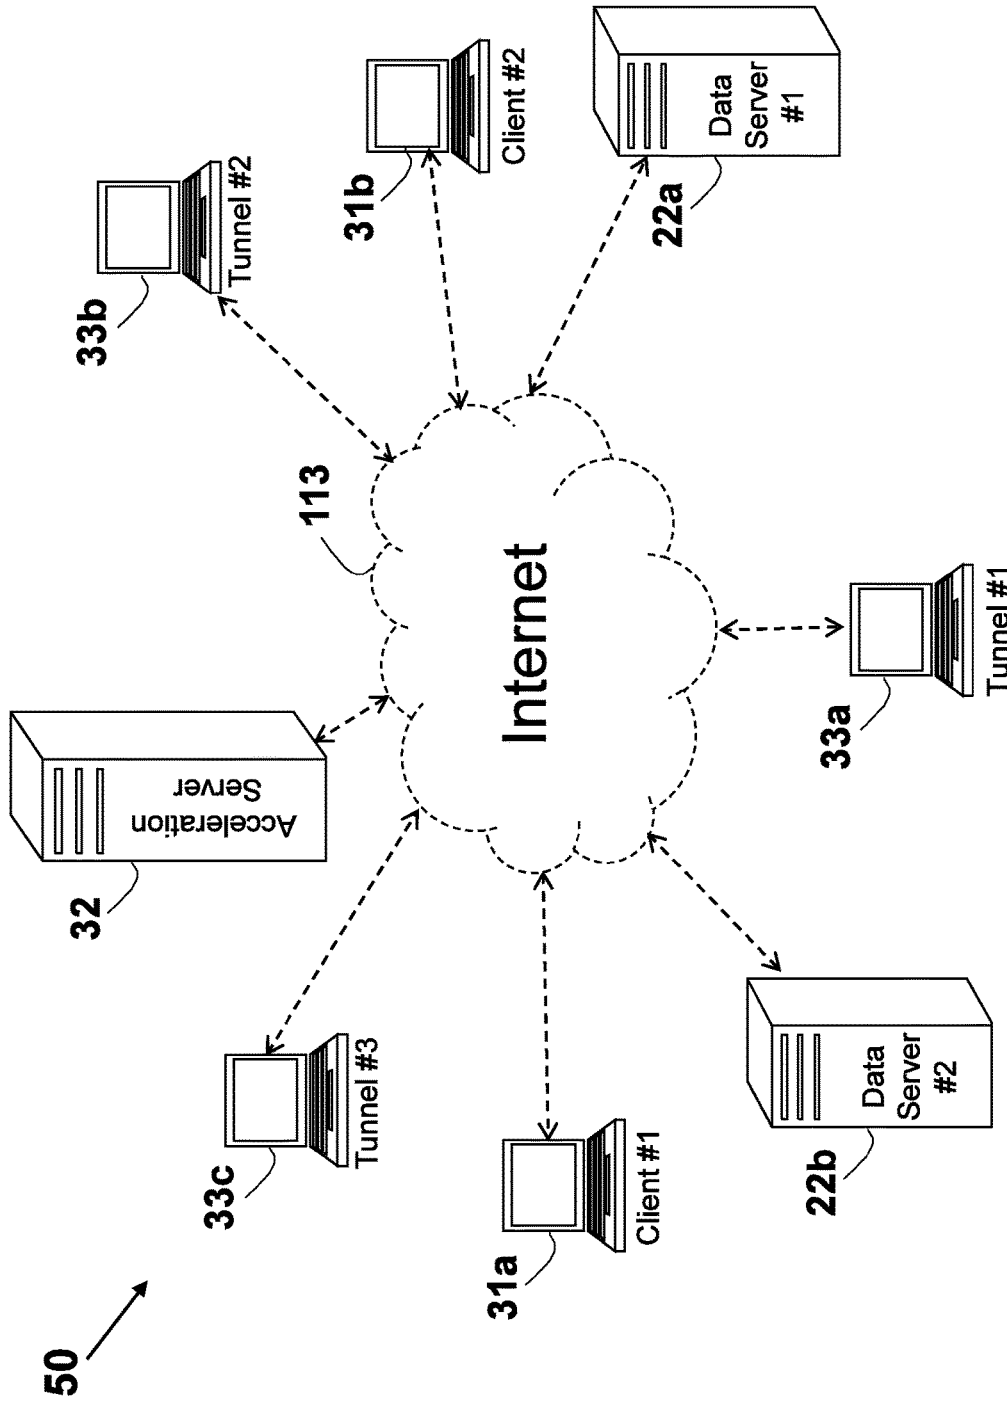 50
33c
Tunnel #3
32
Acceleration
Server
33b
Tunnel #2
113
31a
Client #1
Internet
31b
Client #2
22b
Data
Server
#2
33a
Tunnel #1
22a
Data
Server
#1